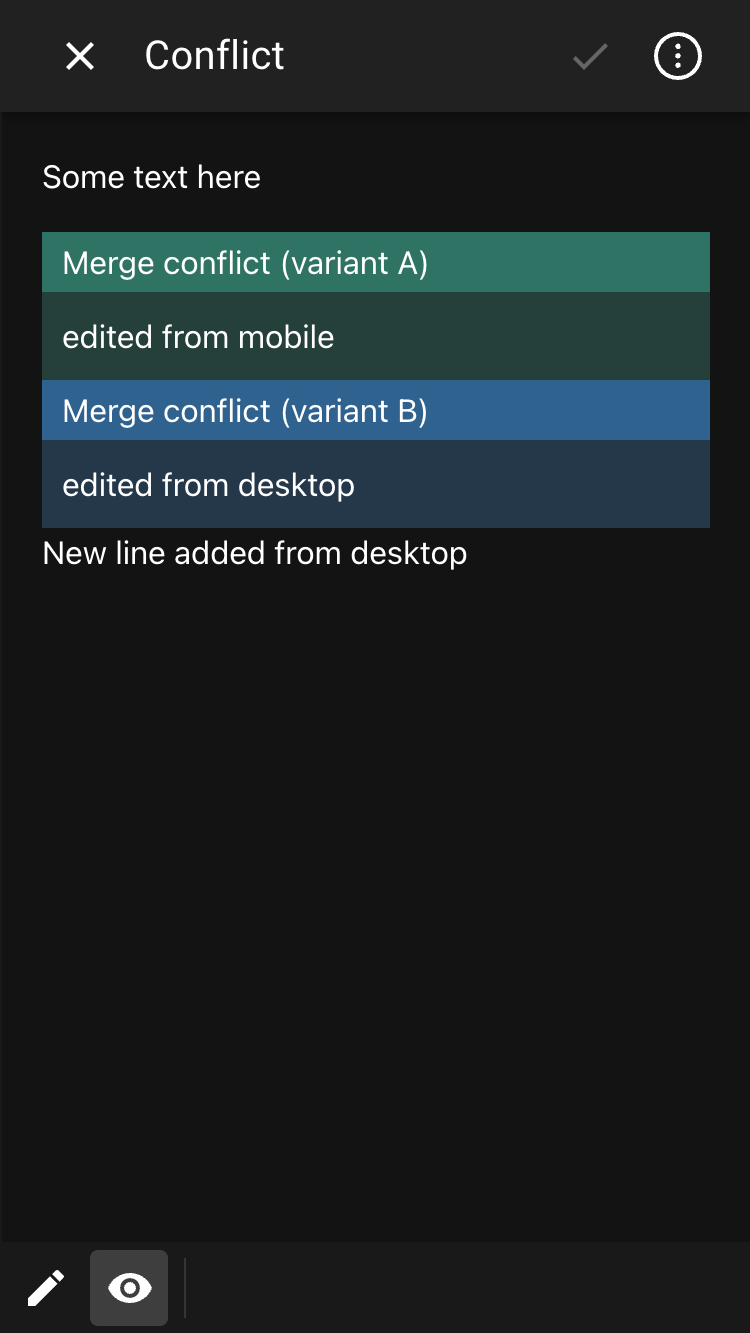 Conflict
Some text here
Merge conflict (variant A)
edited from mobile
Merge conflict (variant B)
edited from desktop
New line added from desktop